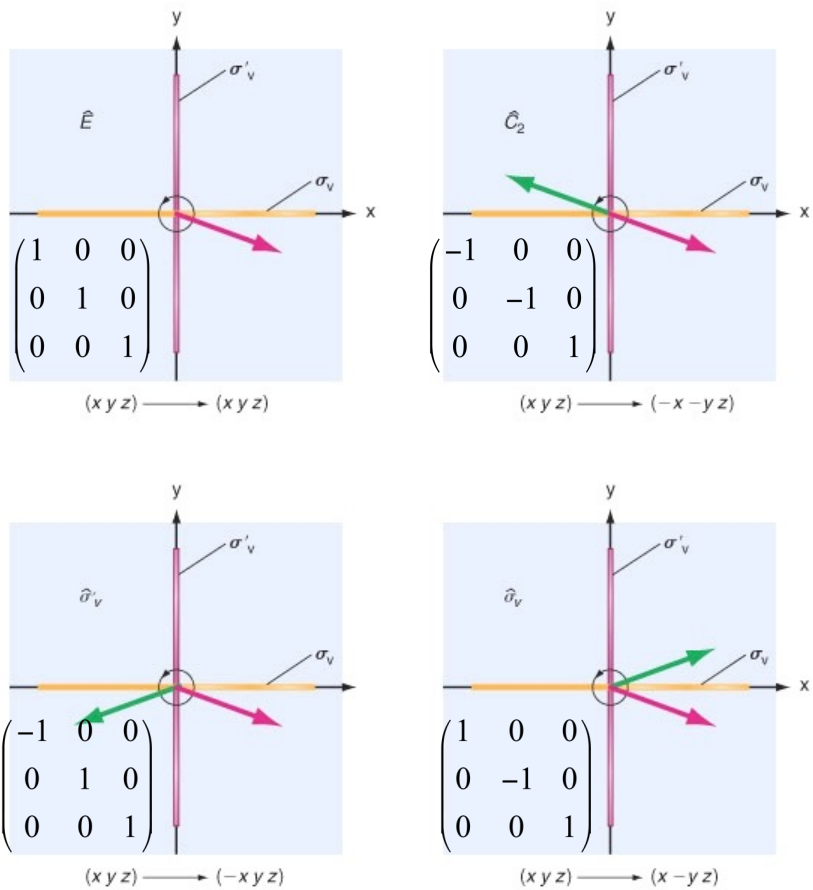 y
σ′v
Ê
σv
x
(1 0 0
0 1 0
0 0 1)
(x y z) ⟶ (x y z)
y
σ′v
Ĉ2
σv
x
(−1 0 0
0 −1 0
0 0 1)
(x y z) ⟶ (−x −y z)
y
σ′v
σ̂′v
σv
(−1 0 0
0 1 0
0 0 1)
(x y z) ⟶ (−x y z)
y
σ′v
σ̂v
σv
x
(1 0 0
0 −1 0
0 0 1)
(x y z) ⟶ (x −y z)